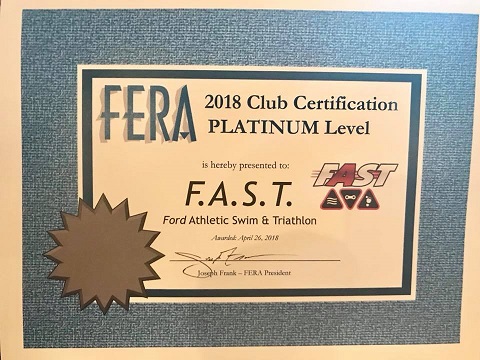 FERA
2018 Club Certification
PLATINUM Level
is hereby presented to:
F.A.S.T.
FAST
Ford Athletic Swim & Triathlon
Awarded: April 26, 2018
Joseph Frank – FERA President